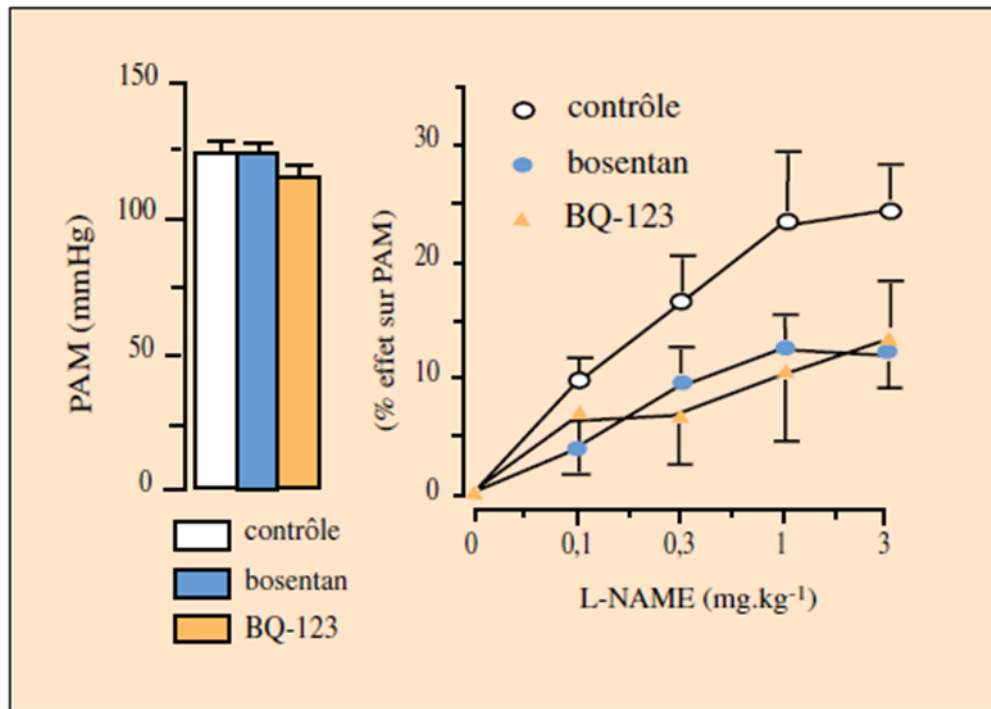 PAM (mmHg)
150
100
50
0
contrôle
bosentan
BQ-123
(% effet sur PAM)
30
20
10
0
contrôle
bosentan
BQ-123
0 0,1 0,3 1 3
L-NAME (mg.kg-1)